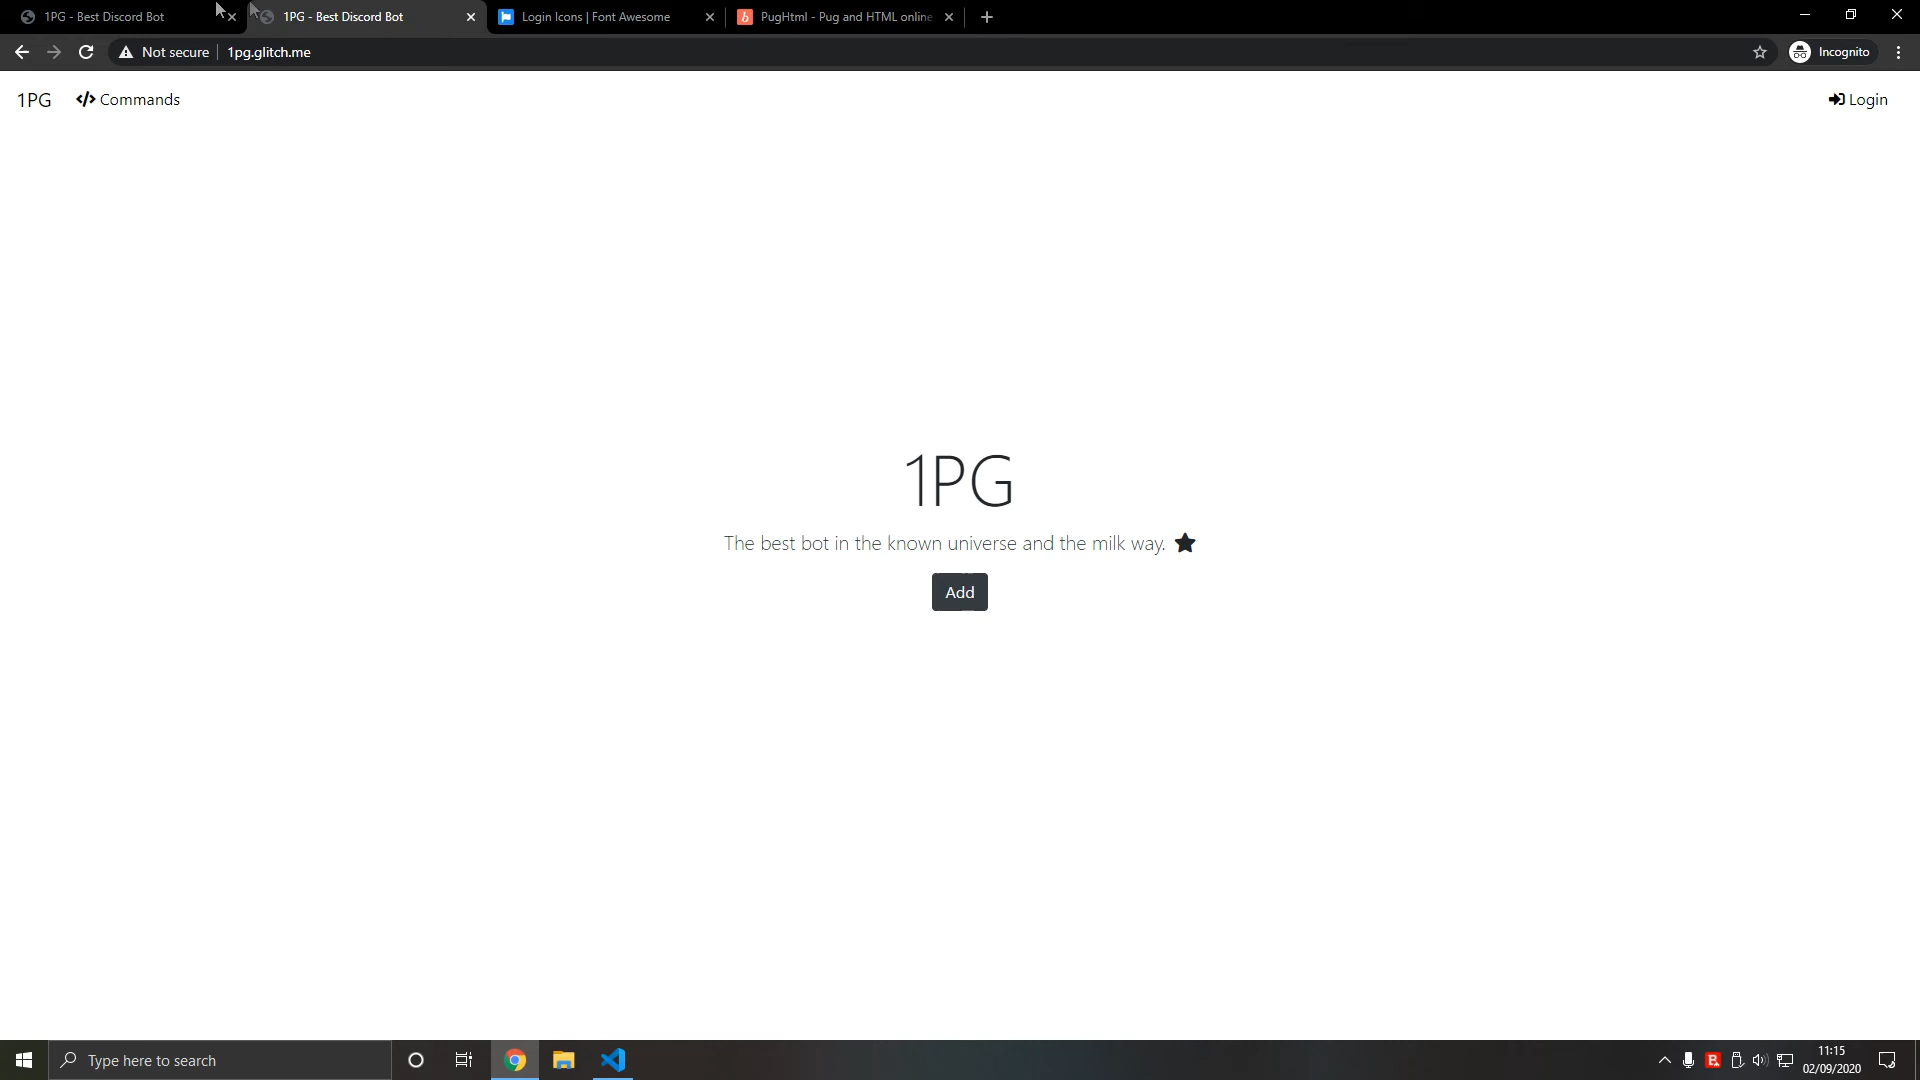 1PG - Best Discord Bot
1PG - Best Discord Bot
Login Icons | Font Awesome
PugHtml - Pug and HTML online
Not secure
1pg.glitch.me
Incognito
1PG
Commands
Login
1PG
The best bot in the known universe and the milk way.
Add
Type here to search
11:15
02/09/2020